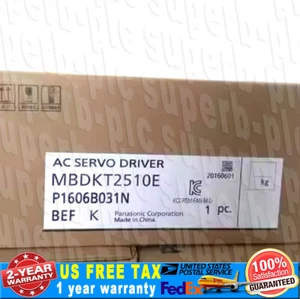 AC SERVO DRIVER
MBDKT2510E
20160601
P1606B031N
kg
BEF K
Panasonic Corporation
Made in China.
1 pc.
2-YEAR
WARRANTY
US FREE TAX
1-year warranty
UNITED STATES
POSTAL SERVICE
FedEx
100%
Satisfaction
GUARANTEED